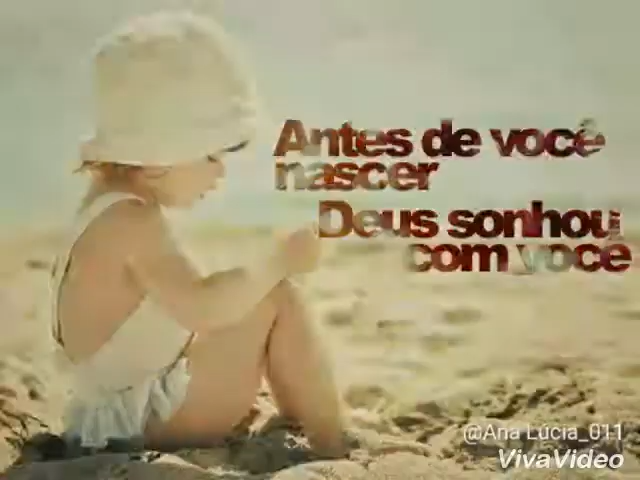 Antes de você
nascer
Deus sonhou
com você
@Ana Lúcia_011
VivaVideo